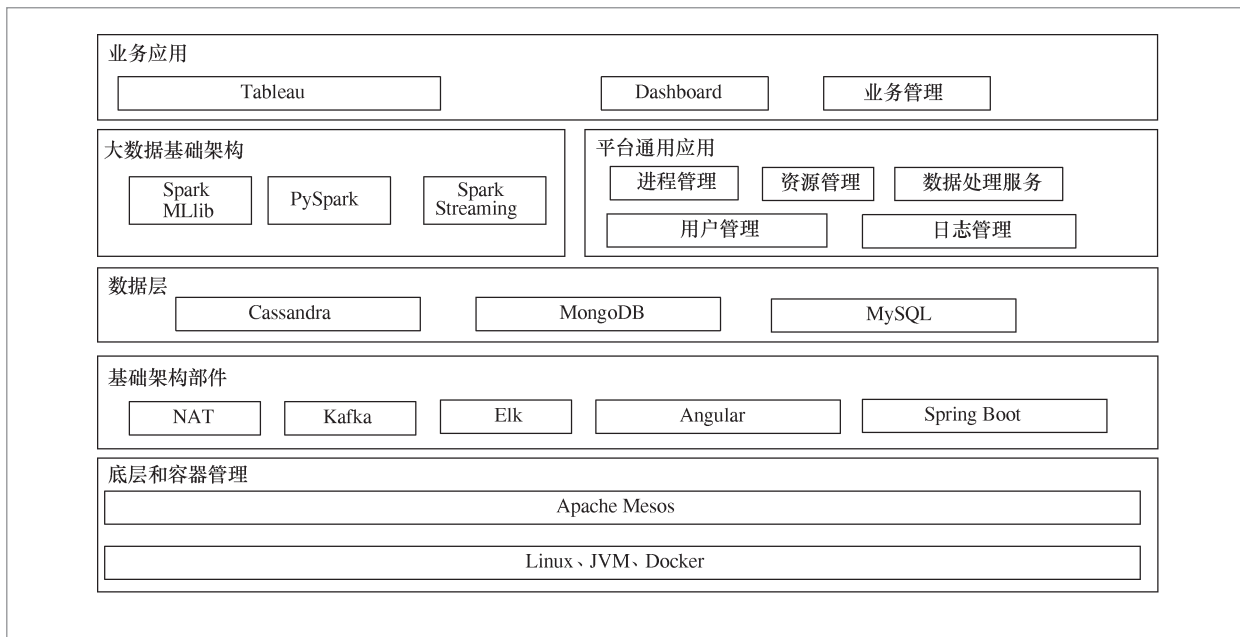 业务应用
Tableau
Dashboard
业务管理
大数据基础架构
Spark
MLlib
PySpark
Spark
Streaming
平台通用应用
进程管理
资源管理
数据处理服务
用户管理
日志管理
数据层
Cassandra
MongoDB
MySQL
基础架构部件
NAT
Kafka
Elk
Angular
Spring Boot
底层和容器管理
Apache Mesos
Linux、JVM、Docker